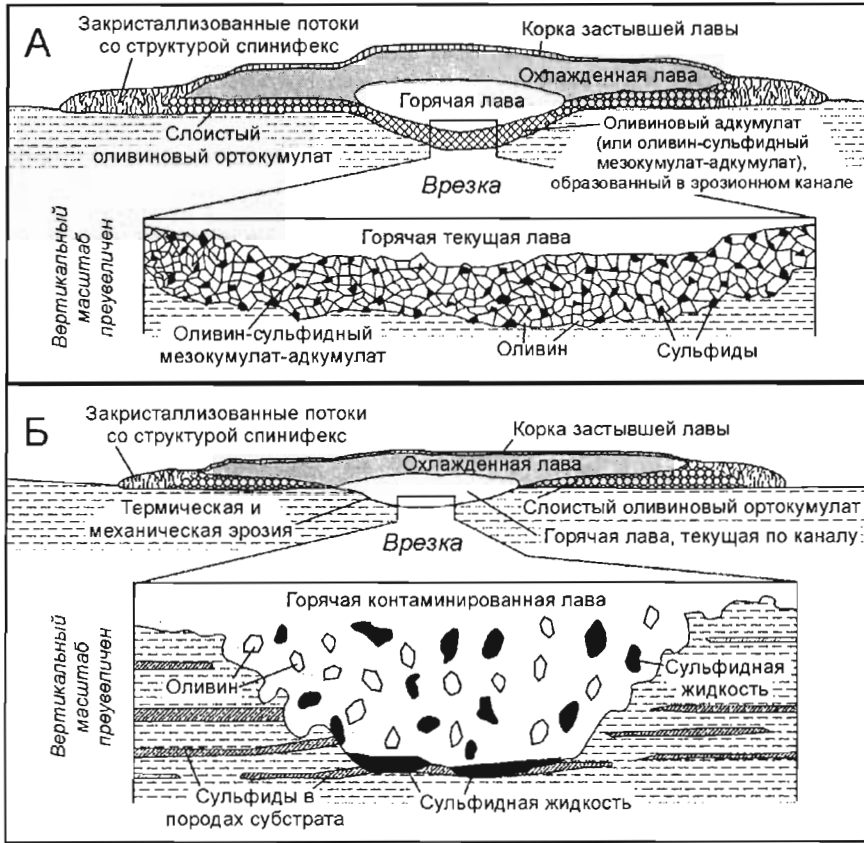 А
Закристаллизованные потоки
со структурой спинифекс
Корка застывшей лавы
Охлажденная лава
Горячая лава
Слоистый
оливиновый ортокумулат
Оливиновый адкумулат
(или оливин-сульфидный
мезокумулат-адкумулат),
образованный в эрозионном канале
Врезка
Вертикальный
масштаб
преувеличен
Горячая текущая лава
Оливин-сульфидный
мезокумулат-адкумулат
Оливин
Сульфиды
Б
Закристаллизованные потоки
со структурой спинифекс
Корка застывшей лавы
Охлажденная лава
Термическая и
механическая эрозия
Слоистый оливиновый ортокумулат
Горячая лава, текущая по каналу
Врезка
Вертикальный
масштаб
преувеличен
Горячая контаминированная лава
Оливин
Сульфидная
жидкость
Сульфиды в
породах субстрата
Сульфидная жидкость